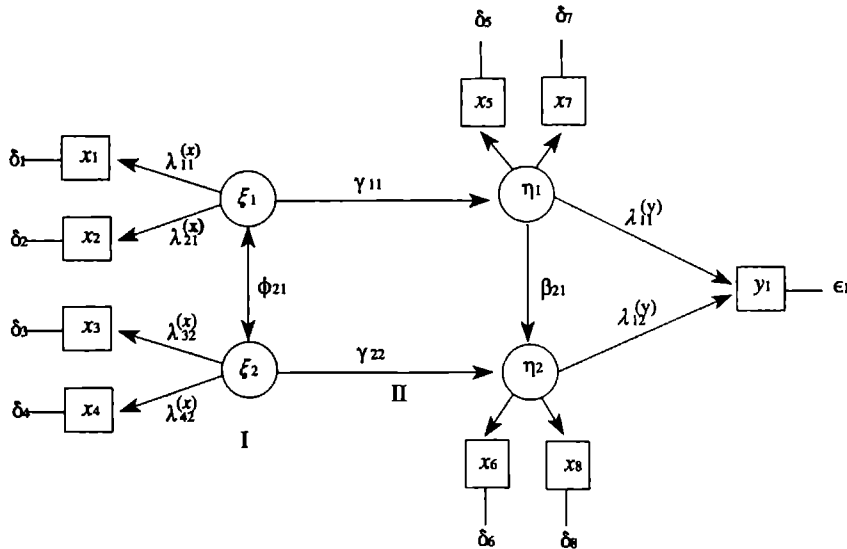 δ5 δ7
x5 x7
δ1 x1 λ11(x)
ξ1 γ11 η1
δ2 x2 λ21(x)
λ11(y)
ϕ21 β21 y1 ϵ1
λ12(y)
δ3 x3 λ32(x)
ξ2 γ22 η2
δ4 x4 λ42(x)
I II
x6 x8
δ6 δ8